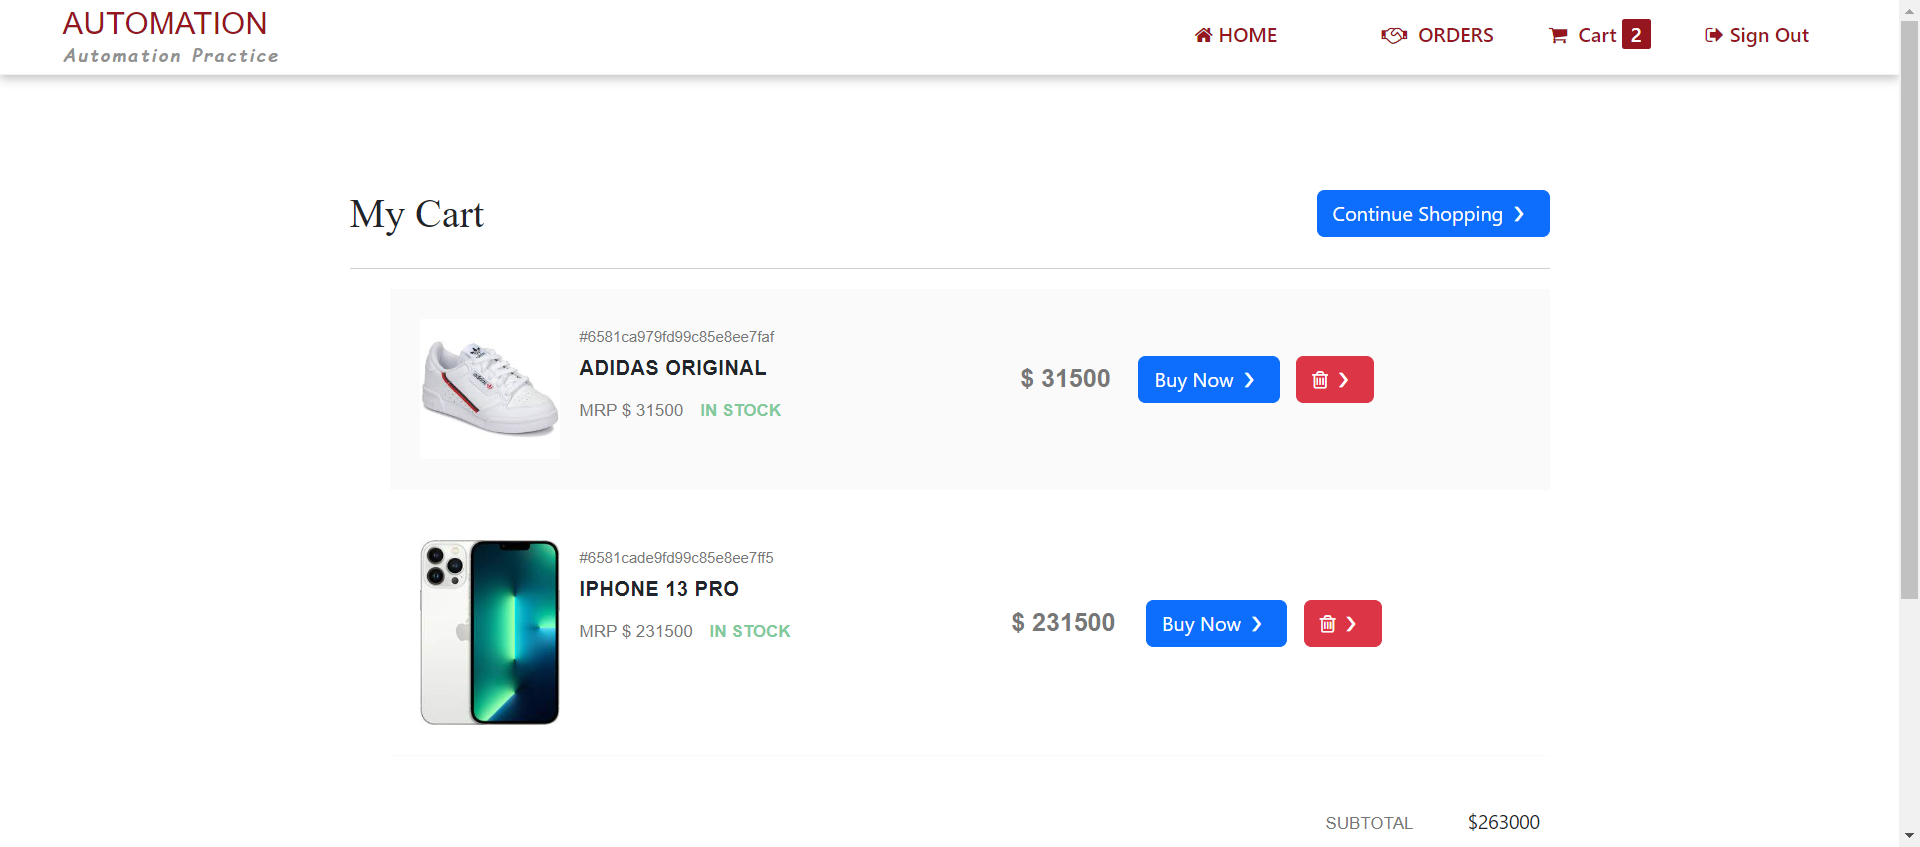 AUTOMATION
Automation Practice
HOME
ORDERS
Cart 2
Sign Out
My Cart
Continue Shopping
#6581ca979fd99c85e8ee7faf
ADIDAS ORIGINAL
MRP $ 31500 IN STOCK
$ 31500
Buy Now
#6581cade9fd99c85e8ee7ff5
IPHONE 13 PRO
MRP $ 231500 IN STOCK
$ 231500
Buy Now
SUBTOTAL $263000